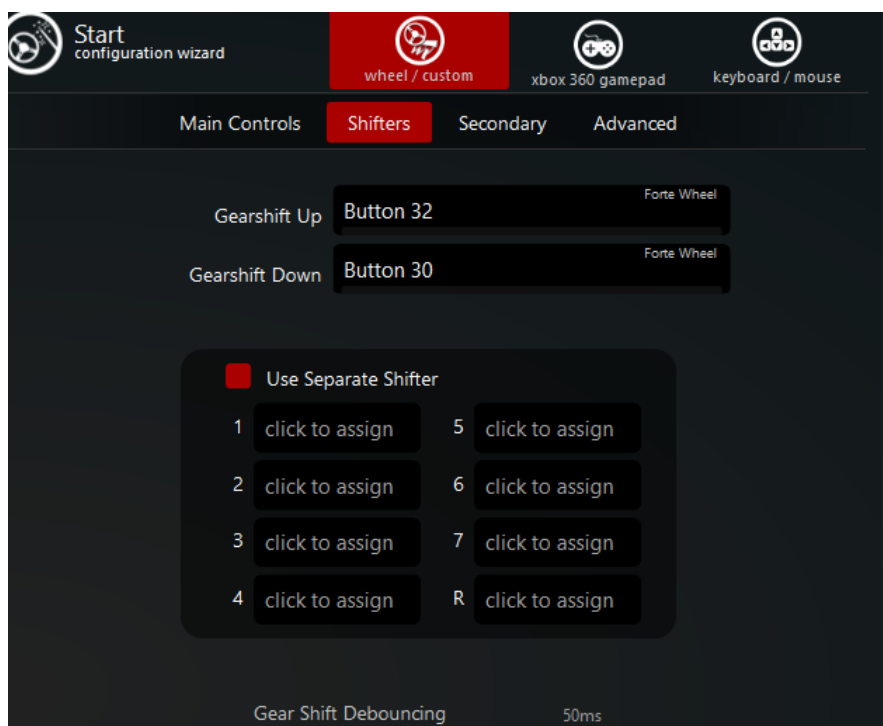 Start
configuration wizard
wheel / custom
xbox 360 gamepad
keyboard / mouse
Main Controls Shifters Secondary Advanced
Gearshift Up Button 32 Forte Wheel
Gearshift Down Button 30 Forte Wheel
Use Separate Shifter
1 click to assign 5 click to assign
2 click to assign 6 click to assign
3 click to assign 7 click to assign
4 click to assign R click to assign
Gear Shift Debouncing 50ms